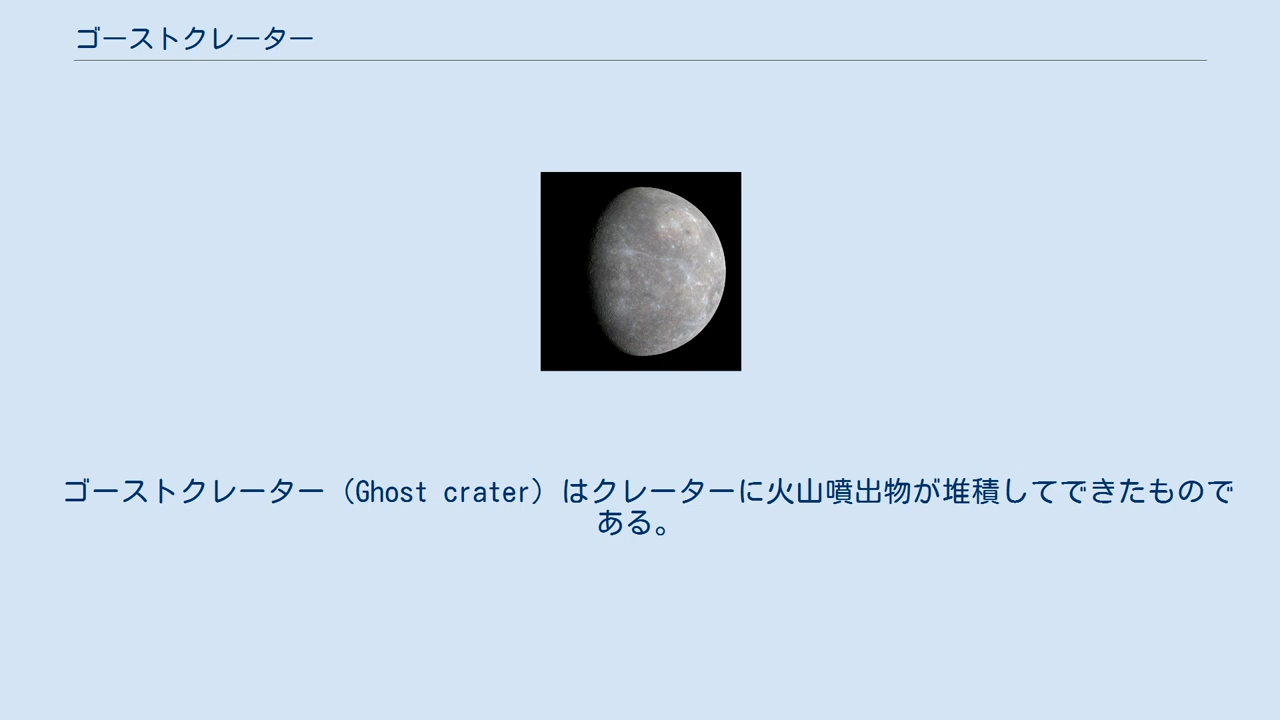 ゴーストクレーター
ゴーストクレーター（Ghost crater）はクレーターに火山噴出物が堆積してできたもので
ある。